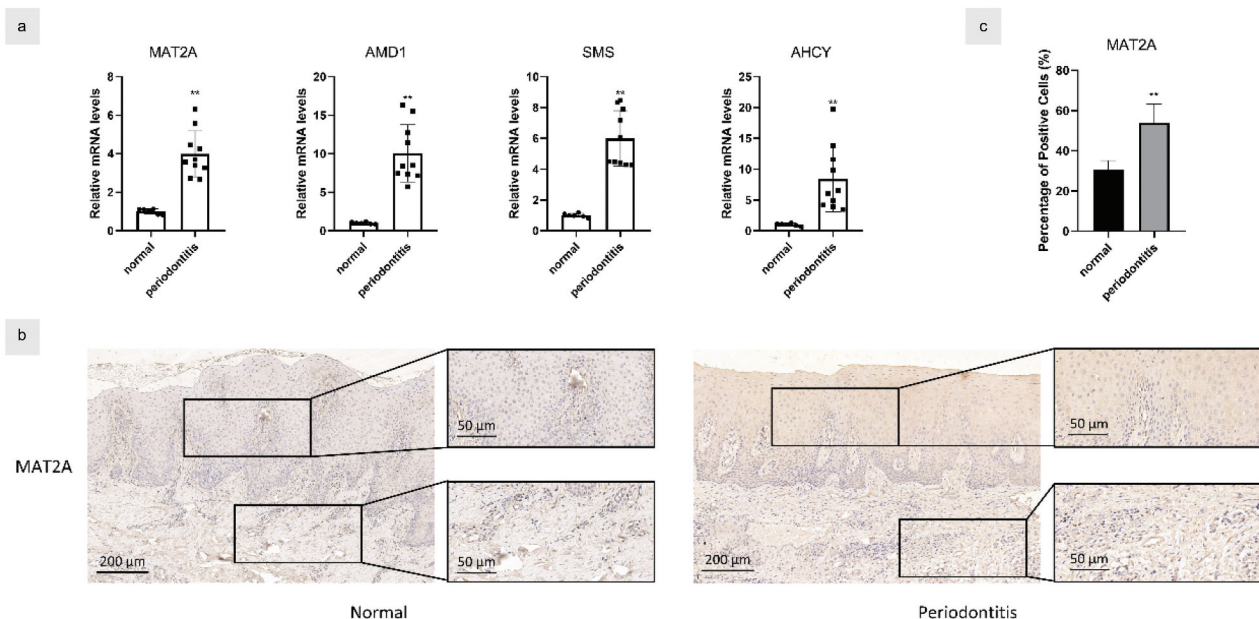 a
MAT2A
Relative mRNA levels
8
6
4
2
0
**
normal
periodontitis
AMD1
Relative mRNA levels
20
15
10
5
0
**
normal
periodontitis
SMS
Relative mRNA levels
10
8
6
4
2
0
**
normal
periodontitis
AHCY
Relative mRNA levels
25
20
15
10
5
0
**
normal
periodontitis
c
MAT2A
Percentage of Positive Cells (%)
80
60
40
20
0
**
normal
periodontitis
b
MAT2A
200 µm
50 µm
50 µm
Normal
200 µm
50 µm
50 µm
Periodontitis